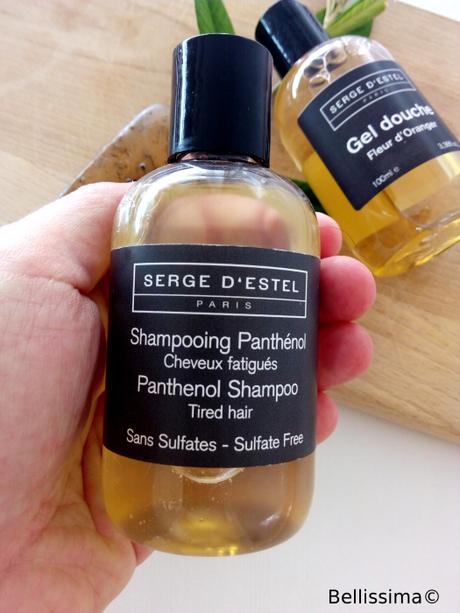 SERGE D'ESTEL
PARIS
Shampooing Panthénol
Cheveux fatigués
Panthenol Shampoo
Tired hair
Sans Sulfates - Sulfate Free
SERGE D'ESTEL
PARIS
Gel douche
Fleur d'Oranger
100ml e
Bellissima©